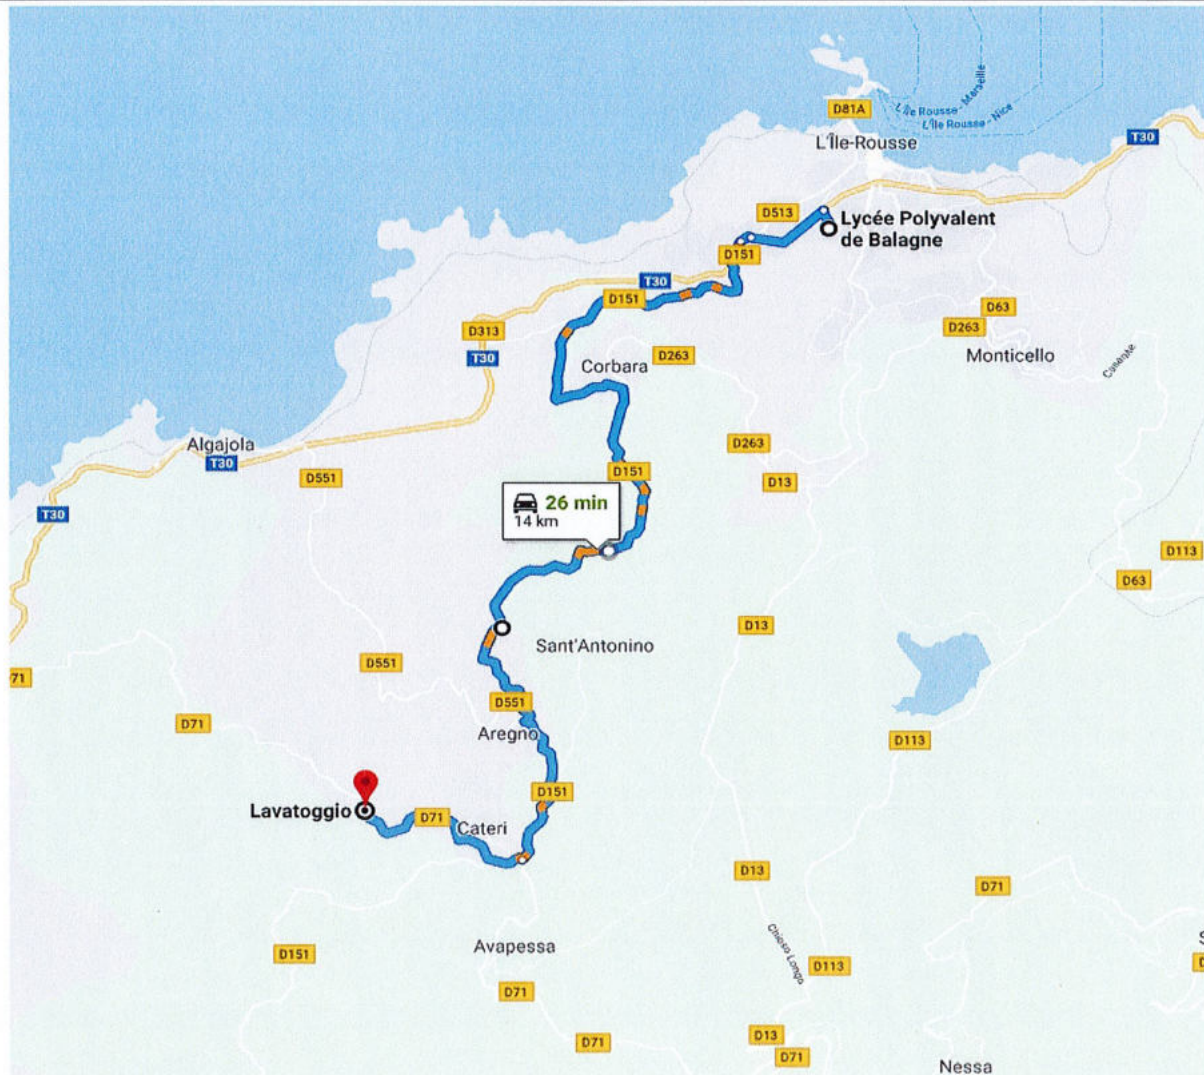 D81A
L'Île Rousse - Marseille
L'Île Rousse - Nice
T30
L'Île-Rousse
D513
Lycée Polyvalent
de Balagne
D151
T30
D151
D63
D313
D263
T30
Corbara
D263
Monticello
Algajola
D263
T30
D151
D551
D13
26 min
14 km
T30
D113
D63
D13
Sant'Antonino
D551
71
D551
D71
Aregno
D113
D151
Lavatoggio
D71
Cateri
D13
D71
Chioso Longo
Avapessa
D151
D113
D71
D13
D71
D71
Nessa